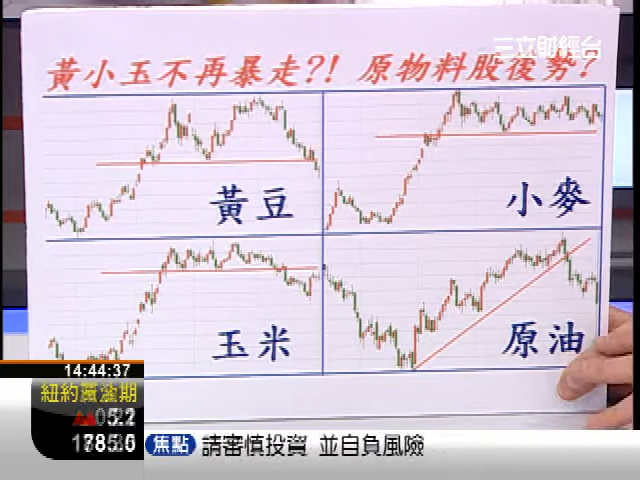 三立財經台
黃小玉不再暴走?! 原物料股後勢?
黃豆
小麥
玉米
原油
14:44:37
紐約黃金期
焦點 請審慎投資 並自負風險